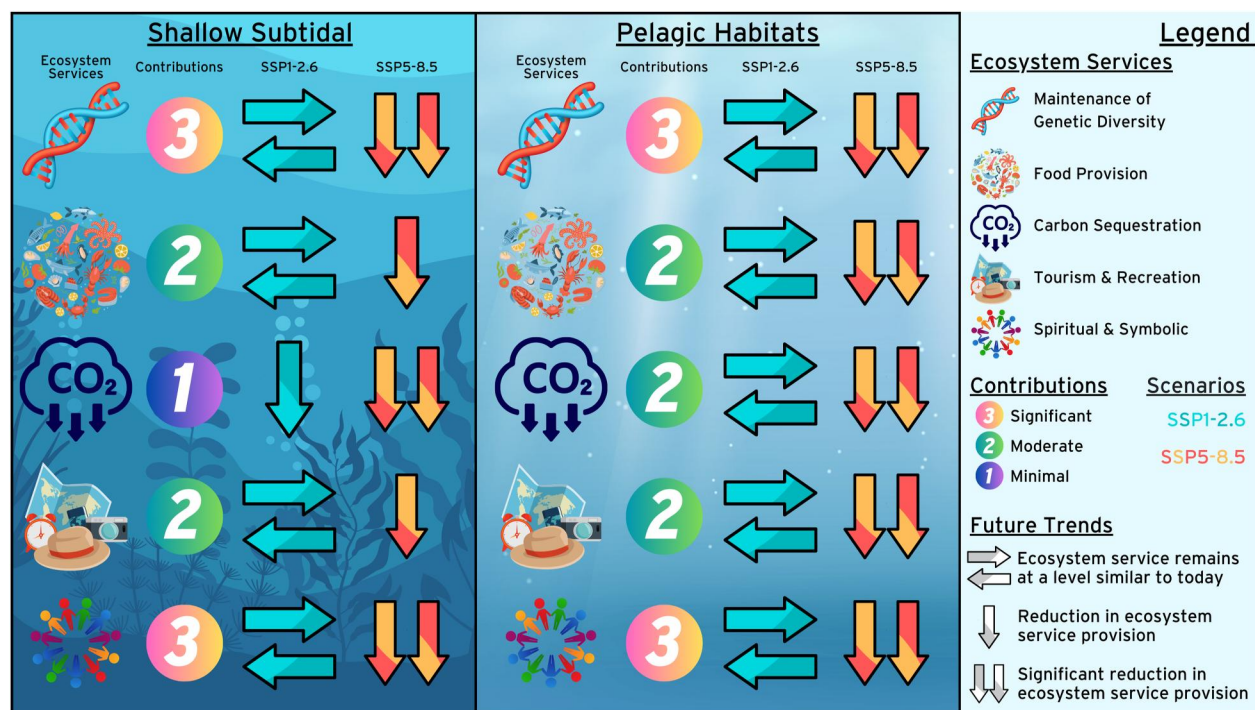 Shallow Subtidal
Ecosystem
Services
Contributions
SSP1-2.6
SSP5-8.5
3
2
CO2
1
2
3
Pelagic Habitats
Ecosystem
Services
Contributions
SSP1-2.6
SSP5-8.5
3
2
CO2
2
2
3
Legend
Ecosystem Services
Maintenance of
Genetic Diversity
Food Provision
CO2
Carbon Sequestration
Tourism & Recreation
Spiritual & Symbolic
Contributions
3 Significant
2 Moderate
1 Minimal
Scenarios
SSP1-2.6
SSP5-8.5
Future Trends
Ecosystem service remains
at a level similar to today
Reduction in ecosystem
service provision
Significant reduction in
ecosystem service provision